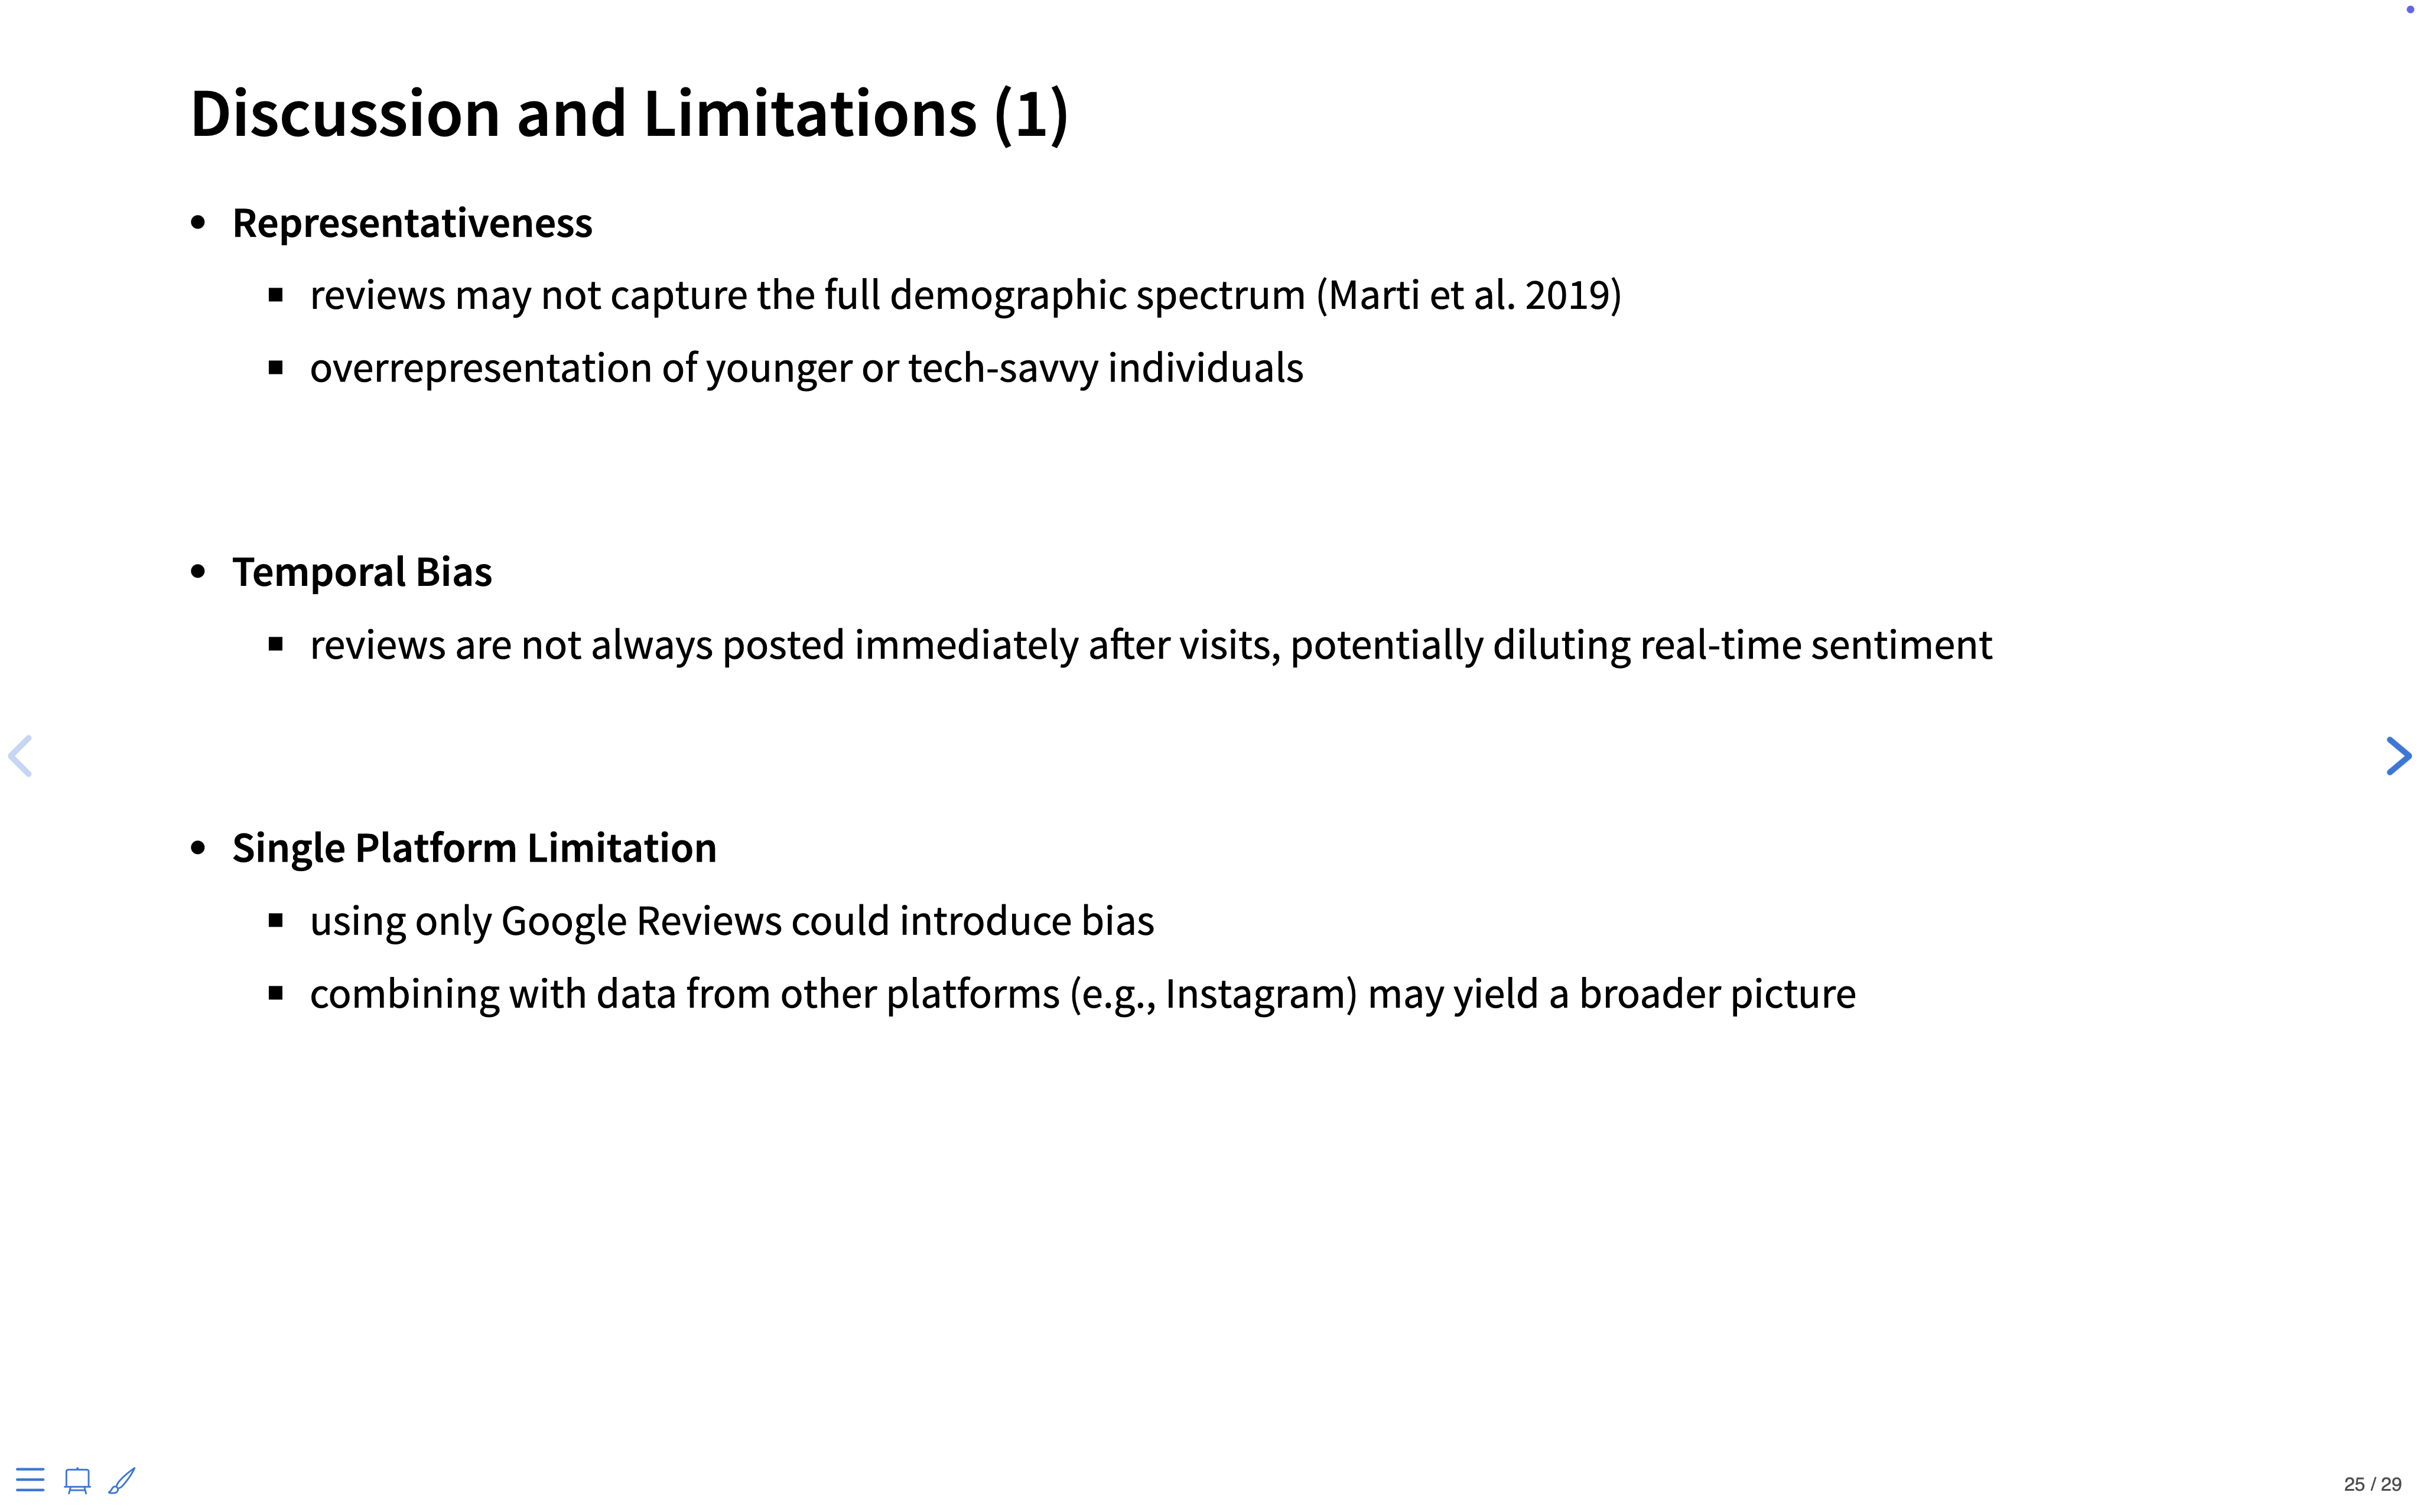 Discussion and Limitations (1)
• Representativeness
▪ reviews may not capture the full demographic spectrum (Marti et al. 2019)
▪ overrepresentation of younger or tech-savvy individuals
• Temporal Bias
▪ reviews are not always posted immediately after visits, potentially diluting real-time sentiment
• Single Platform Limitation
▪ using only Google Reviews could introduce bias
▪ combining with data from other platforms (e.g., Instagram) may yield a broader picture
25 / 29